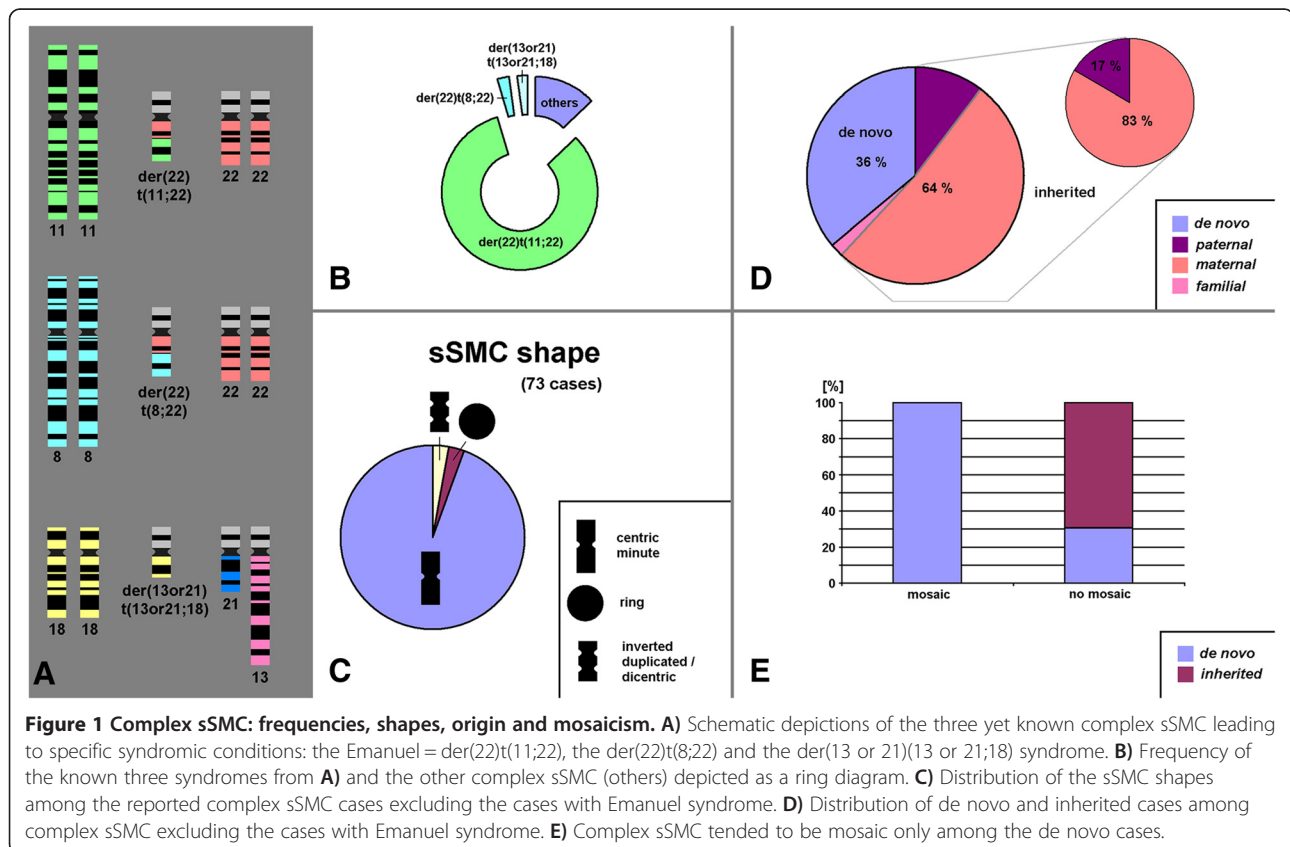 11 11
der(22)
t(11;22)
22 22
8 8
der(22)
t(8;22)
22 22
18 18
der(13or21)
t(13or21;18)
21
13
A
der(13or21)
t(13or21;18)
der(22)t(8;22)
others
der(22)t(11;22)
B
sSMC shape
(73 cases)
centric
minute
ring
inverted
duplicated /
dicentric
C
17 %
83 %
de novo
36 %
64 %
inherited
de novo
paternal
maternal
familial
D
[%]
100
80
60
40
20
0
mosaic
no mosaic
de novo
inherited
E
Figure 1 Complex sSMC: frequencies, shapes, origin and mosaicism. A) Schematic depictions of the three yet known complex sSMC leading
to specific syndromic conditions: the Emanuel = der(22)t(11;22), the der(22)t(8;22) and the der(13 or 21)(13 or 21;18) syndrome. B) Frequency of
the known three syndromes from A) and the other complex sSMC (others) depicted as a ring diagram. C) Distribution of the sSMC shapes
among the reported complex sSMC cases excluding the cases with Emanuel syndrome. D) Distribution of de novo and inherited cases among
complex sSMC excluding the cases with Emanuel syndrome. E) Complex sSMC tended to be mosaic only among the de novo cases.